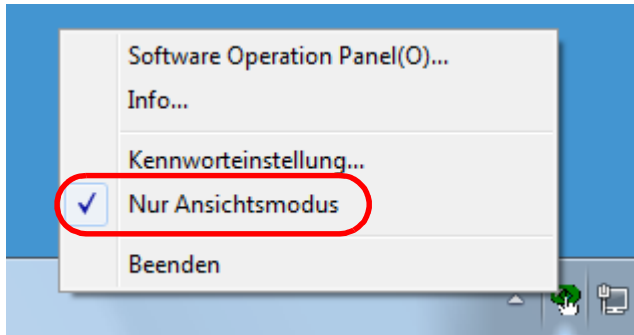 Software Operation Panel(O)...
Info...
Kennworteinstellung...
Nur Ansichtsmodus
Beenden